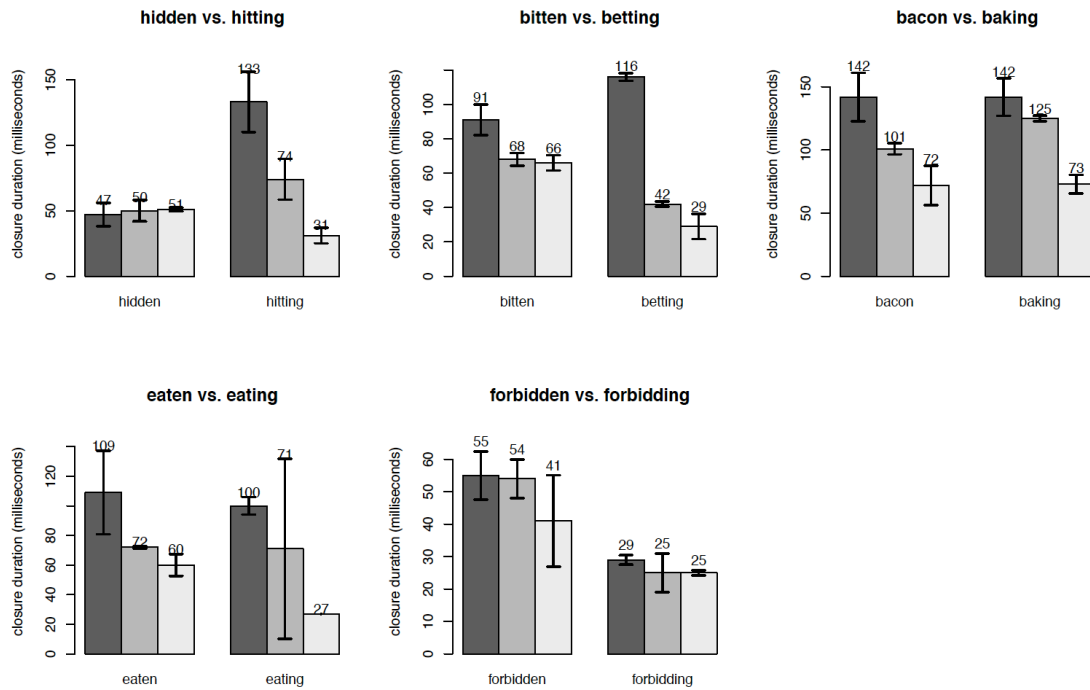 hidden vs. hitting
closure duration (milliseconds)
0
50
100
150
47
50
51
133
74
31
hidden
hitting
bitten vs. betting
closure duration (milliseconds)
0
20
40
60
80
100
91
68
66
116
42
29
bitten
betting
bacon vs. baking
closure duration (milliseconds)
0
50
100
150
142
101
72
142
125
73
bacon
baking
eaten vs. eating
closure duration (milliseconds)
0
20
40
60
80
120
109
72
60
100
71
27
eaten
eating
forbidden vs. forbidding
closure duration (milliseconds)
0
10
20
30
40
50
60
55
54
41
29
25
25
forbidden
forbidding